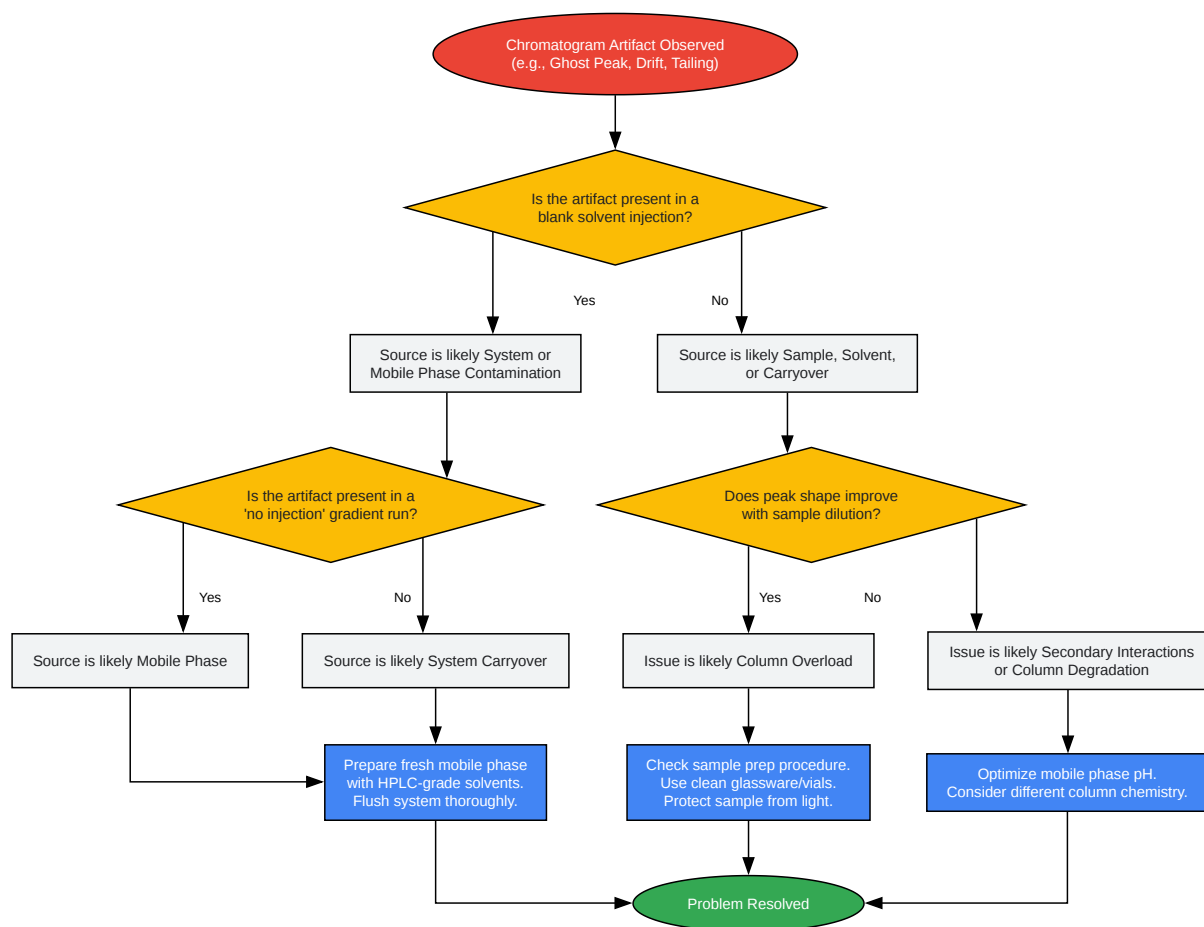 Chromatogram Artifact Observed
(e.g., Ghost Peak, Drift, Tailing)
Is the artifact present in a
blank solvent injection?
Yes
No
Source is likely System or
Mobile Phase Contamination
Source is likely Sample, Solvent,
or Carryover
Is the artifact present in a
'no injection' gradient run?
Does peak shape improve
with sample dilution?
Yes
No
Yes
No
Source is likely Mobile Phase
Source is likely System Carryover
Issue is likely Column Overload
Issue is likely Secondary Interactions
or Column Degradation
Prepare fresh mobile phase
with HPLC-grade solvents.
Flush system thoroughly.
Check sample prep procedure.
Use clean glassware/vials.
Protect sample from light.
Optimize mobile phase pH.
Consider different column chemistry.
Problem Resolved